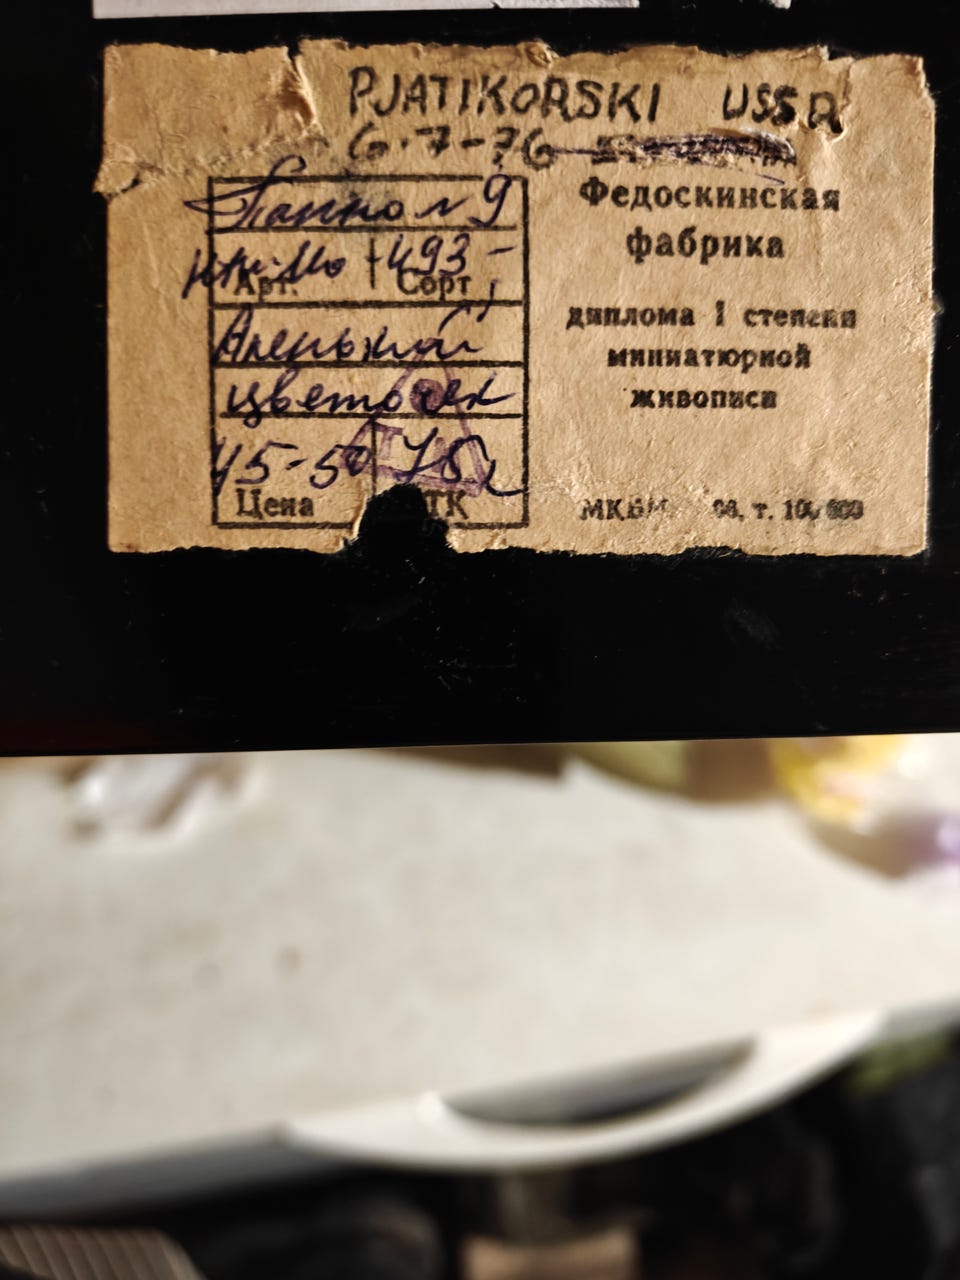 PJATIKORSKI USSR
6-7-76
Панно № 9
493-
Арт. Сорт
Аленький
цветочек
45-50
Цена ТК
Федоскинская
фабрика
диплома I степени
миниатюрной
живописи